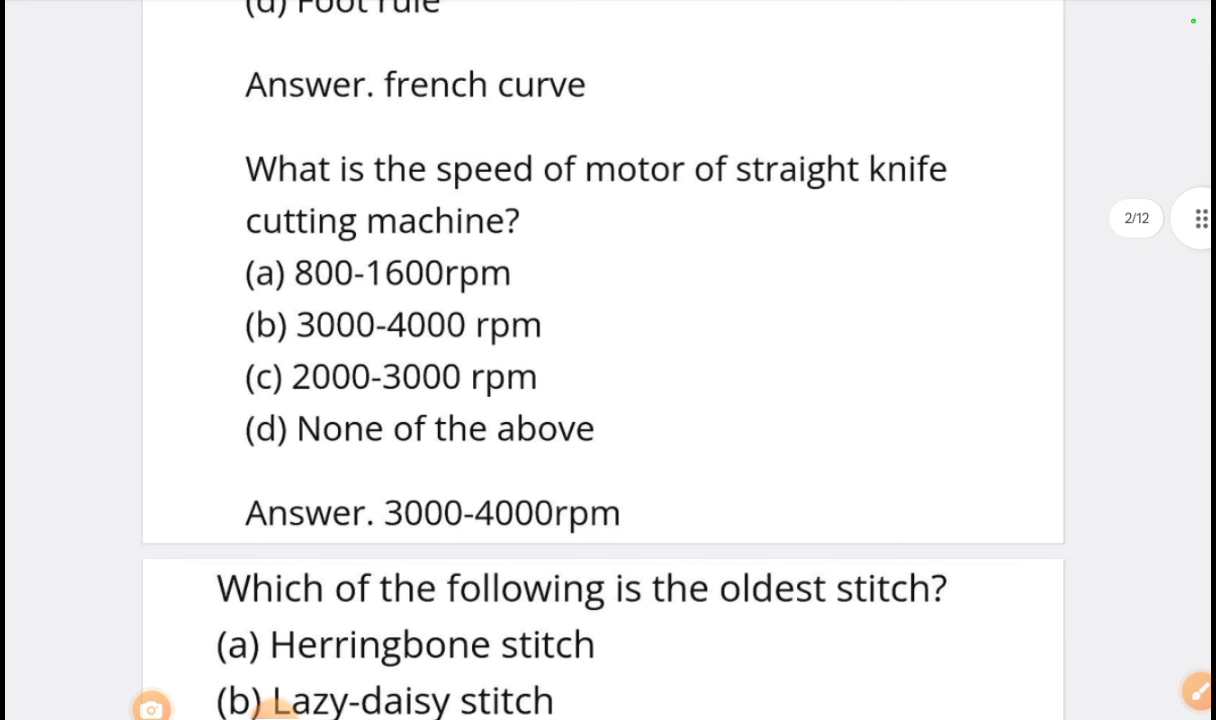 (d) Foot rule
Answer. french curve
What is the speed of motor of straight knife
cutting machine?
(a) 800-1600rpm
(b) 3000-4000 rpm
(c) 2000-3000 rpm
(d) None of the above
Answer. 3000-4000rpm
2/12
Which of the following is the oldest stitch?
(a) Herringbone stitch
(b) Lazy-daisy stitch